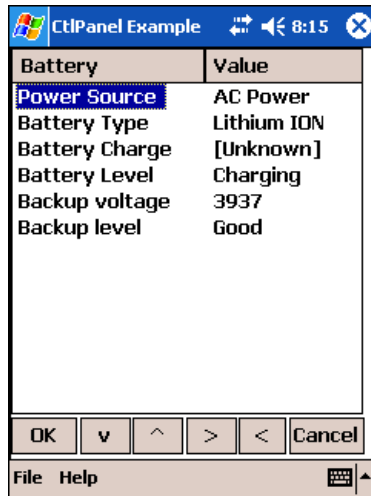 CtlPanel Example 8:15
Battery Value
Power Source AC Power
Battery Type Lithium ION
Battery Charge [Unknown]
Battery Level Charging
Backup voltage 3937
Backup level Good
OK v ^ > < Cancel
File Help